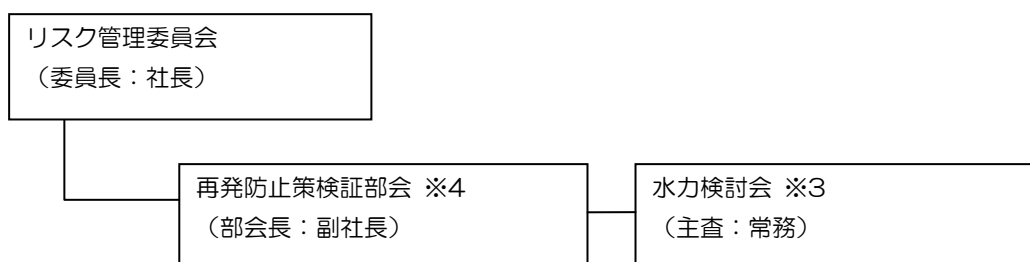 リスク管理委員会
（委員長：社長）
再発防止策検証部会 ※4
（部会長：副社長）
水力検討会 ※3
（主査：常務）